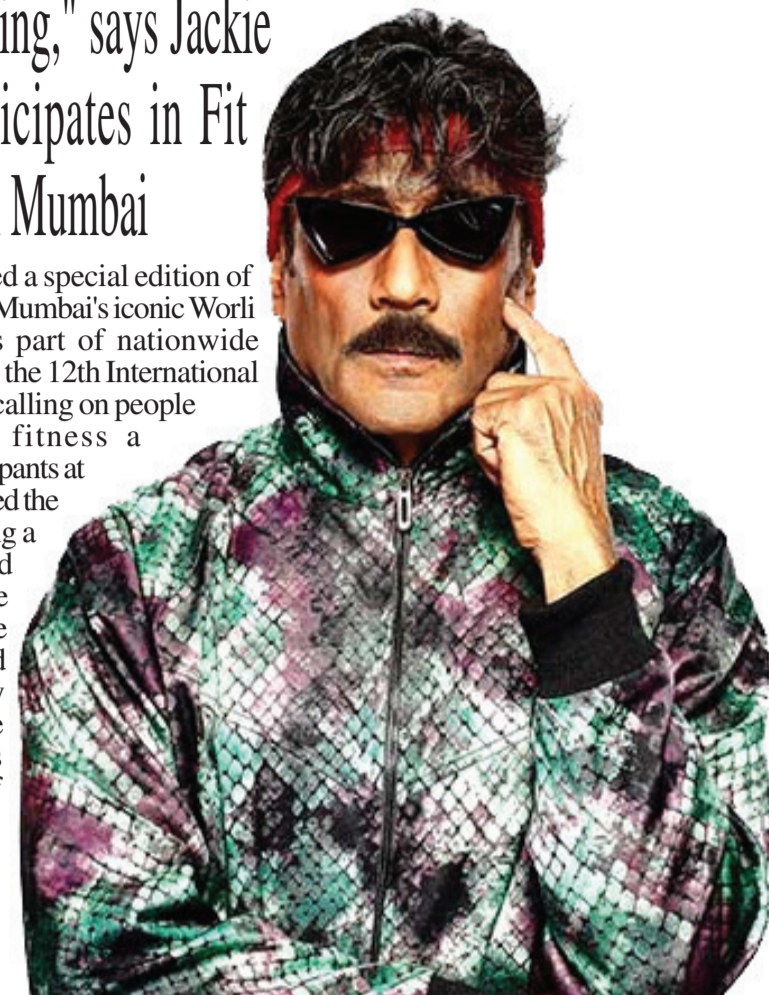 ing," says Jackie
icipates in Fit
Mumbai
ed a special edition of
Mumbai's iconic Worli
s part of nationwide
the 12th International
calling on people
fitness a
pants at
ed the
g a
d
e
e
d
y
e
s